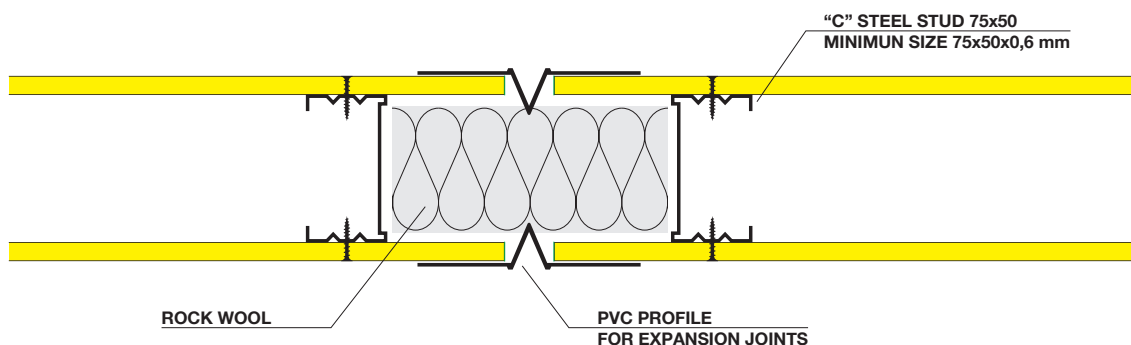 “C” STEEL STUD 75x50
MINIMUN SIZE 75x50x0,6 mm
ROCK WOOL
PVC PROFILE
FOR EXPANSION JOINTS